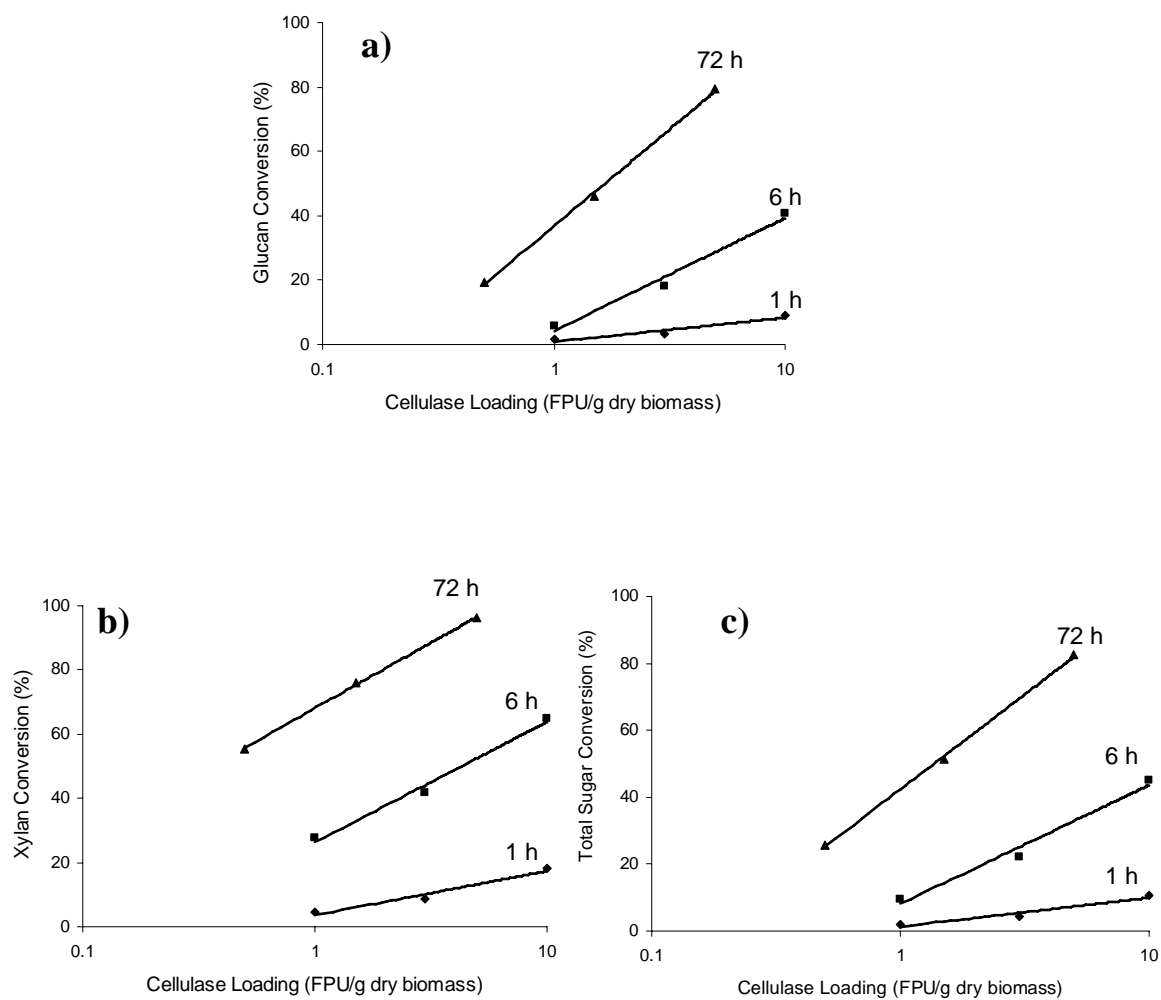 a)
Glucan Conversion (%)
100
80
60
40
20
0
72 h
6 h
1 h
0.1 1 10
Cellulase Loading (FPU/g dry biomass)
b)
Xylan Conversion (%)
100
80
60
40
20
0
72 h
6 h
1 h
0.1 1 10
Cellulase Loading (FPU/g dry biomass)
c)
Total Sugar Conversion (%)
100
80
60
40
20
0
72 h
6 h
1 h
0.1 1 10
Cellulase Loading (FPU/g dry biomass)